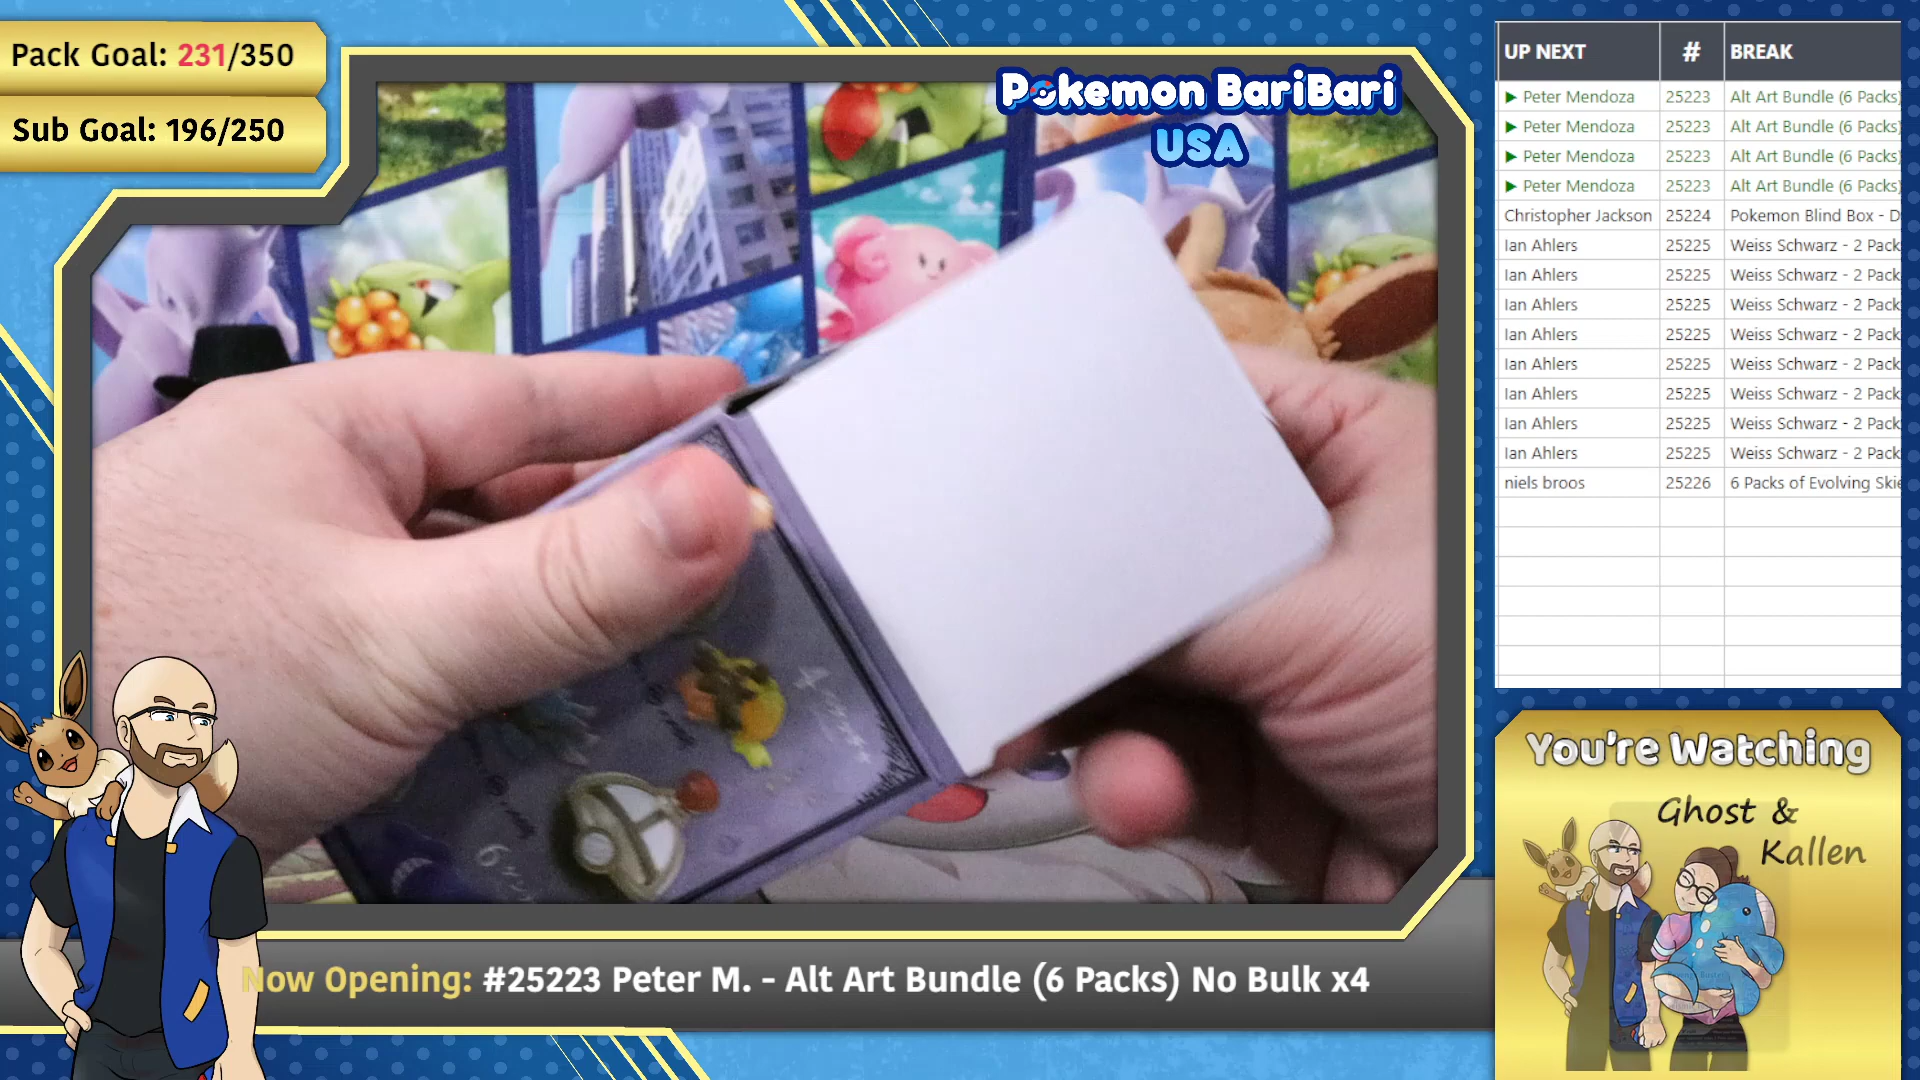 Pack Goal: 231/350
Sub Goal: 196/250
Pokemon BariBari
USA
UP NEXT # BREAK
▶ Peter Mendoza 25223 Alt Art Bundle (6 Packs)
▶ Peter Mendoza 25223 Alt Art Bundle (6 Packs)
▶ Peter Mendoza 25223 Alt Art Bundle (6 Packs)
▶ Peter Mendoza 25223 Alt Art Bundle (6 Packs)
Christopher Jackson 25224 Pokemon Blind Box - D
Ian Ahlers 25225 Weiss Schwarz - 2 Pack
Ian Ahlers 25225 Weiss Schwarz - 2 Pack
Ian Ahlers 25225 Weiss Schwarz - 2 Pack
Ian Ahlers 25225 Weiss Schwarz - 2 Pack
Ian Ahlers 25225 Weiss Schwarz - 2 Pack
Ian Ahlers 25225 Weiss Schwarz - 2 Pack
Ian Ahlers 25225 Weiss Schwarz - 2 Pack
Ian Ahlers 25225 Weiss Schwarz - 2 Pack
niels broos 25226 6 Packs of Evolving Skie
You're Watching
Ghost &
Kallen
Now Opening: #25223 Peter M. - Alt Art Bundle (6 Packs) No Bulk x4